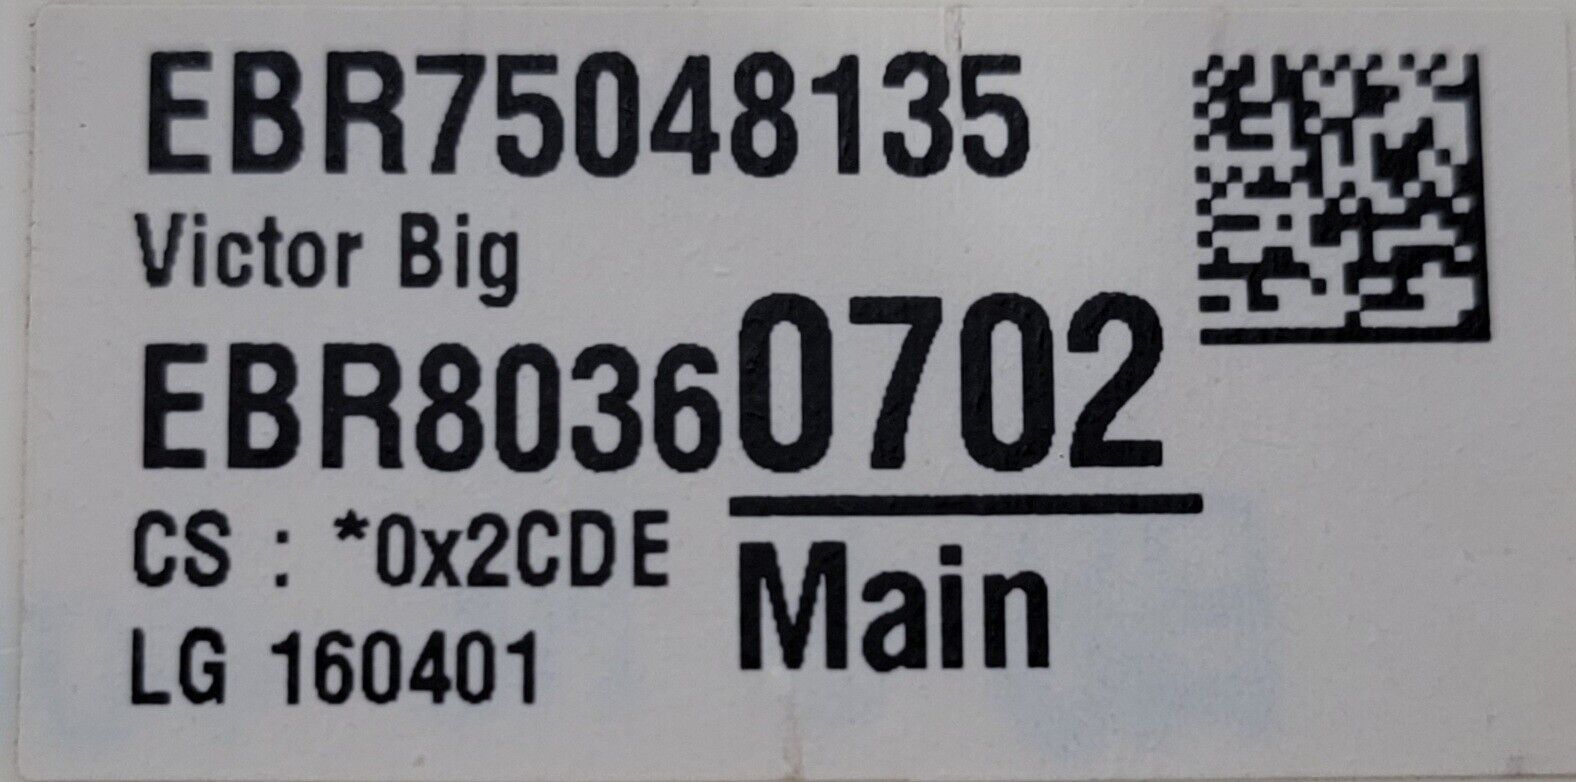 EBR75048135
Victor Big
EBR80360702
CS : *0x2CDE
Main
LG 160401